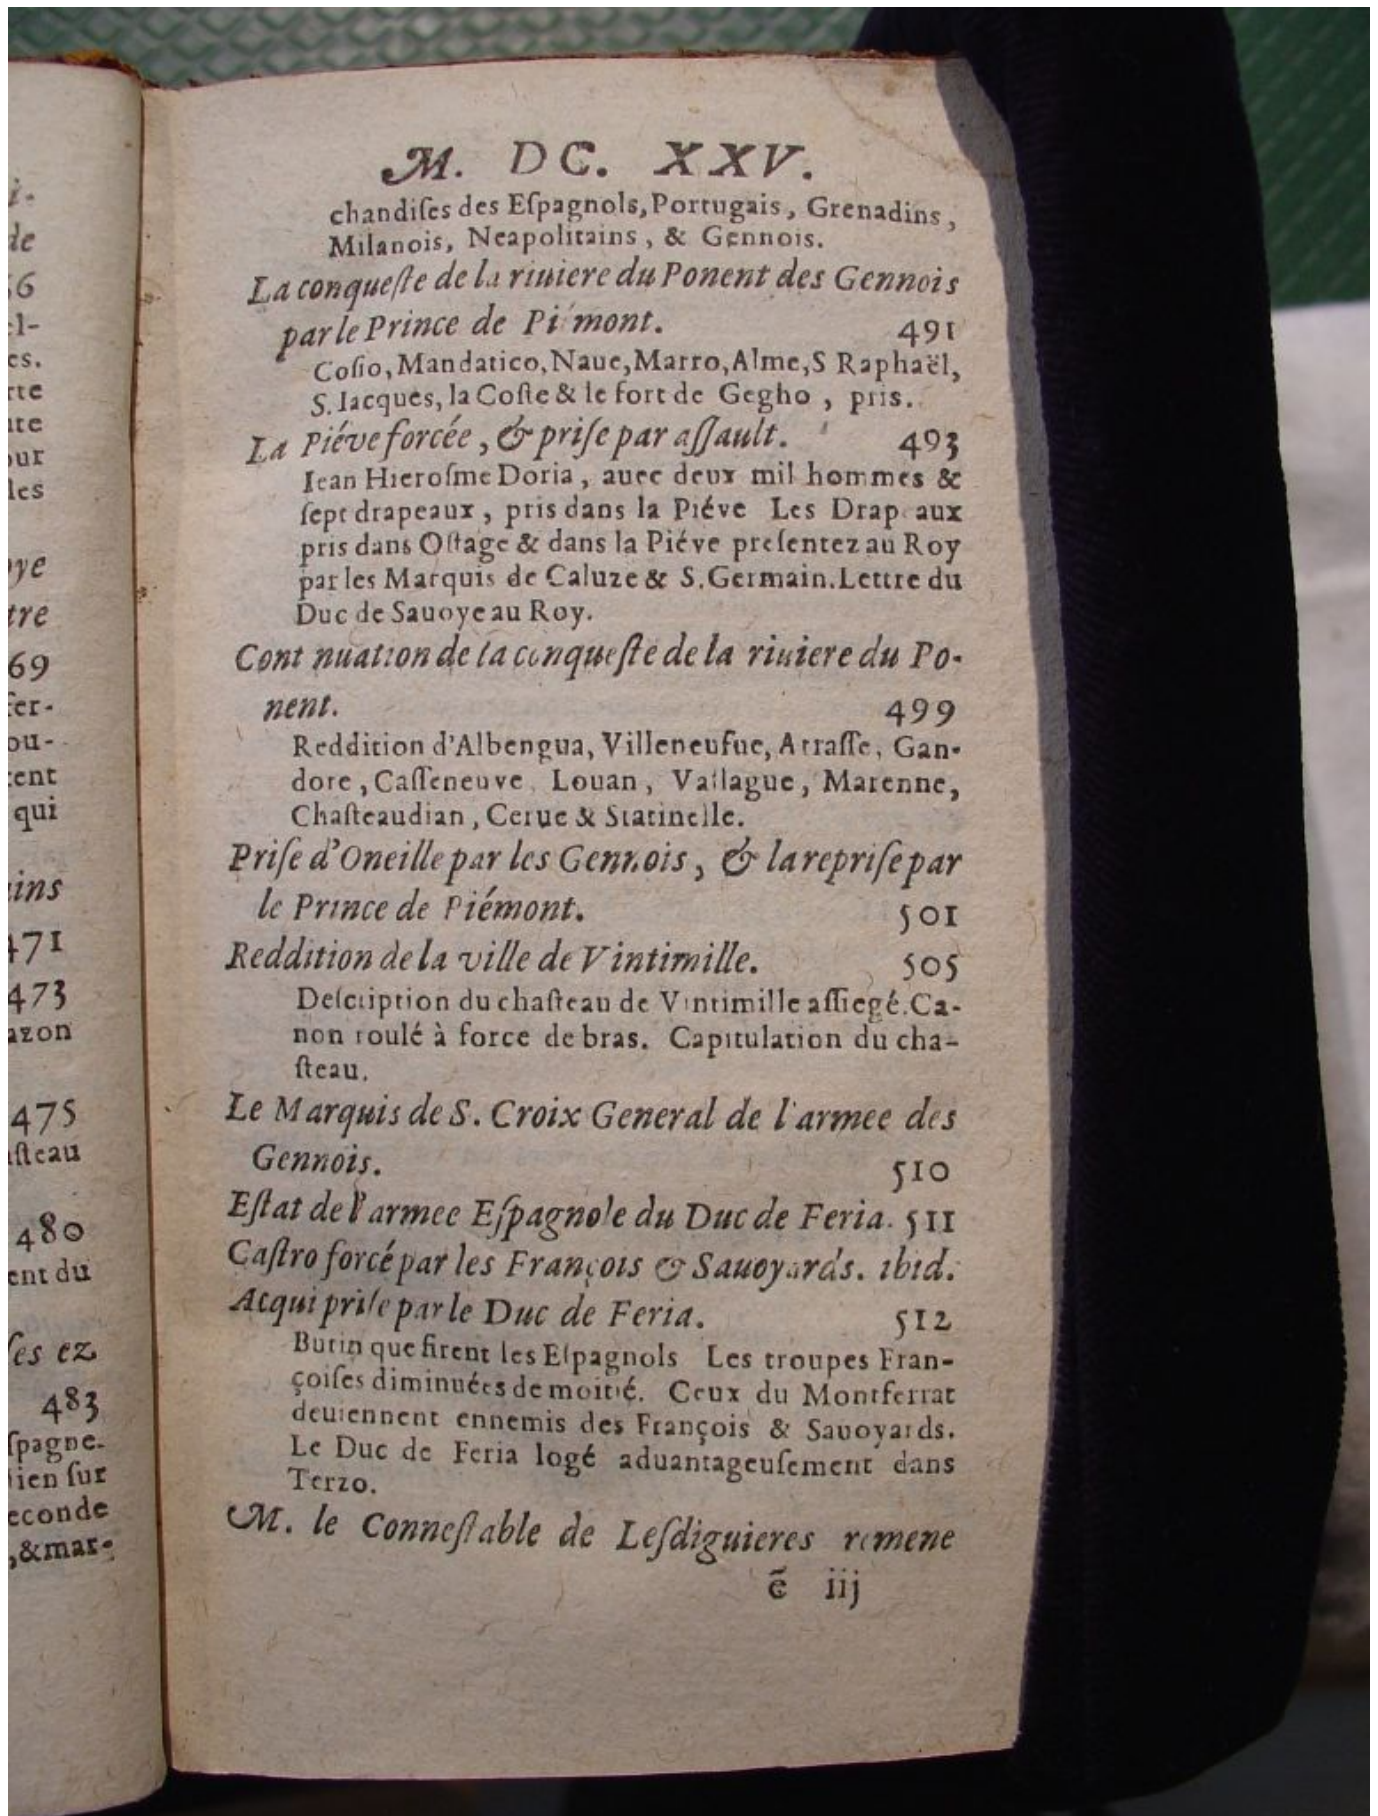 M. DC. XXV.
chandiſes des Eſpagnols, Portugais, Grenadins,
Milanois, Neapolitains, & Gennois.
La conqueſte de la riuiere du Ponent des Gennois
par le Prince de Piémont. 491
Coſio, Mandatico, Naue, Marro, Alme, S Raphaël,
S. Iacques, la Coſte & le fort de Gegho, pris.
La Piéve forcée, & priſe par aſſault. 493
Iean Hieroſme Doria, auec deux mil hommes &
ſept drapeaux, pris dans la Piéve Les Drapeaux
pris dans Oſtage & dans la Piéve preſentez au Roy
par les Marquis de Caluze & S. Germain. Lettre du
Duc de Sauoye au Roy.
Continuation de la conqueſte de la riuiere du Po-
nent. 499
Reddition d'Albengua, Villeneufue, Arraſſe, Gan-
dore, Caſſeneuve, Louan, Vallague, Marenne,
Chaſteaudian, Cerue & Statinelle.
Priſe d'Oneille par les Gennois, & la repriſe par
le Prince de Piémont. 501
Reddition de la ville de Vintimille. 505
Deſcription du chaſteau de Vintimille aſſiegé. Ca-
non roulé à force de bras. Capitulation du cha-
ſteau.
Le Marquis de S. Croix General de l'armee des
Gennois. 510
Eſtat de l'armee Eſpagnole du Duc de Feria. 511
Caſtro forcé par les François & Sauoyards. ibid.
Acqui priſe par le Duc de Feria. 512
Butin que firent les Eſpagnols Les troupes Fran-
çoiſes diminuées de moitié. Ceux du Montferrat
deuiennent ennemis des François & Savoyards.
Le Duc de Feria logé aduantageuſement dans
Terzo.
M. le Conneſtable de Leſdiguieres remene
ẽ iij